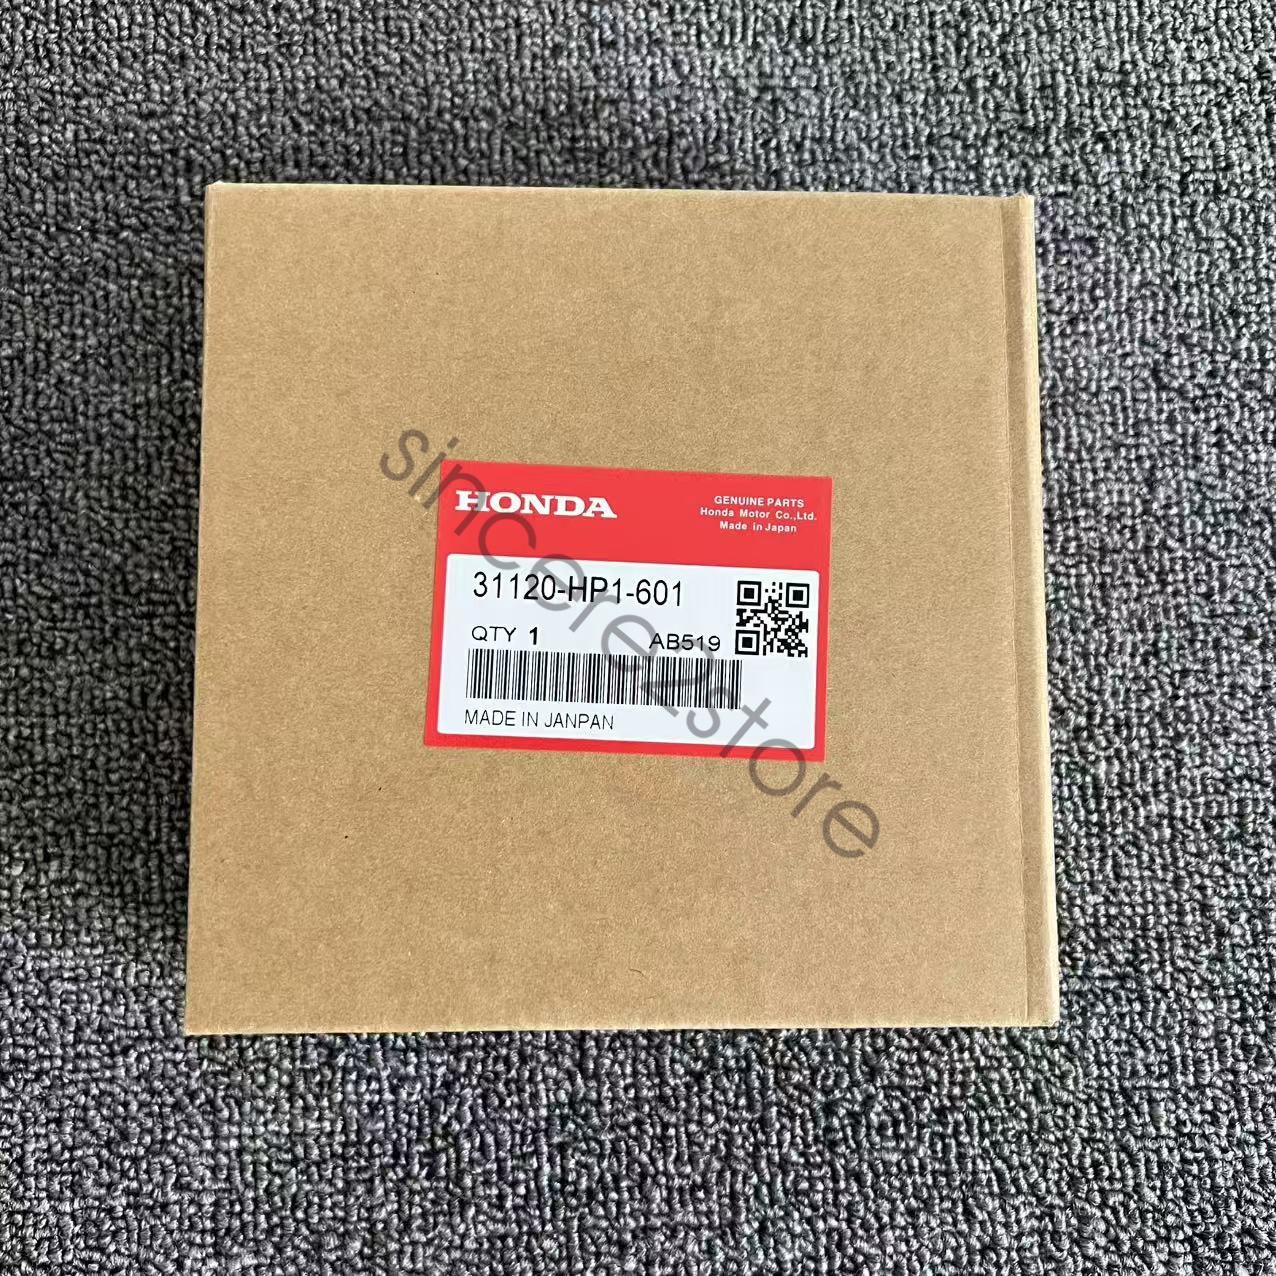 HONDA
GENUINE PARTS
Honda Motor Co.,Ltd.
Made in Japan
31120-HP1-601
QTY 1
AB519
MADE IN JANPAN
sincere2store